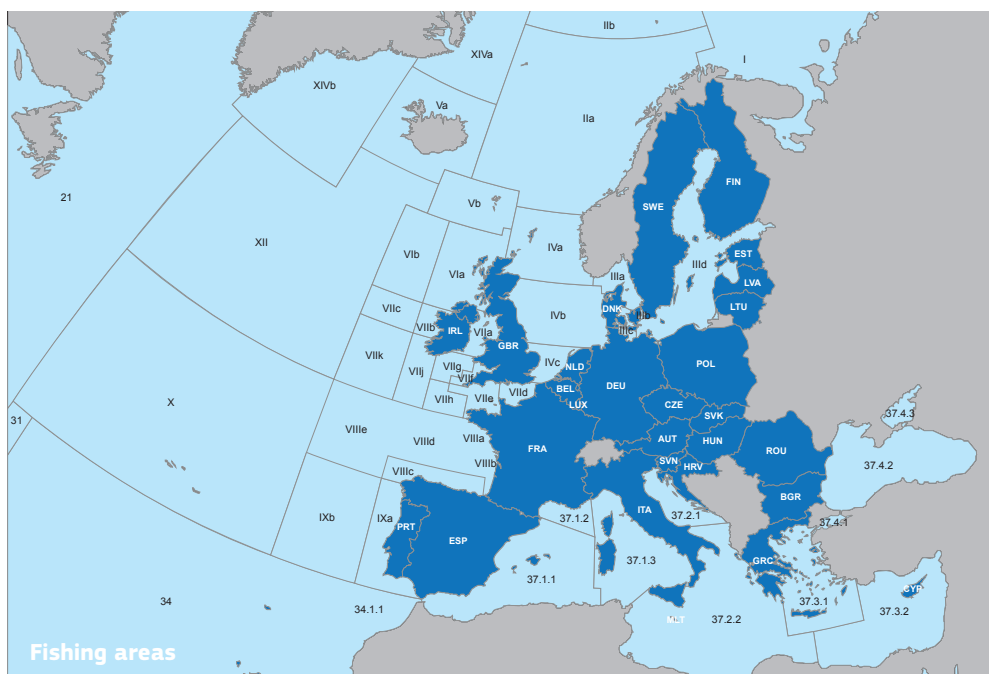 IIb
XIVa
I
XIVb
Va
IIa
21
FIN
Vb
SWE
XII
IVa
VIb
VIa
IIId
EST
IIIa
LVA
VIIc
DNK
IIIb
LTU
VIIb
IRL
VIIa
IVb
IIIc
GBR
VIIk
VIIj
VIIg
IVc
NLD
POL
VIIf
BEL
DEU
VIIh
VIIe
VIId
LUX
X
CZE
31
SVK
37.4.3
VIIIe
VIIId
VIIIa
FRA
AUT
HUN
ROU
VIIIb
SVN
HRV
37.4.2
VIIIc
BGR
IXb
IXa
PRT
ITA
37.2.1
37.1.2
37.4.1
ESP
37.1.3
GRC
37.1.1
CYP
34
34.1.1
37.3.1
37.3.2
MLT
37.2.2
Fishing areas